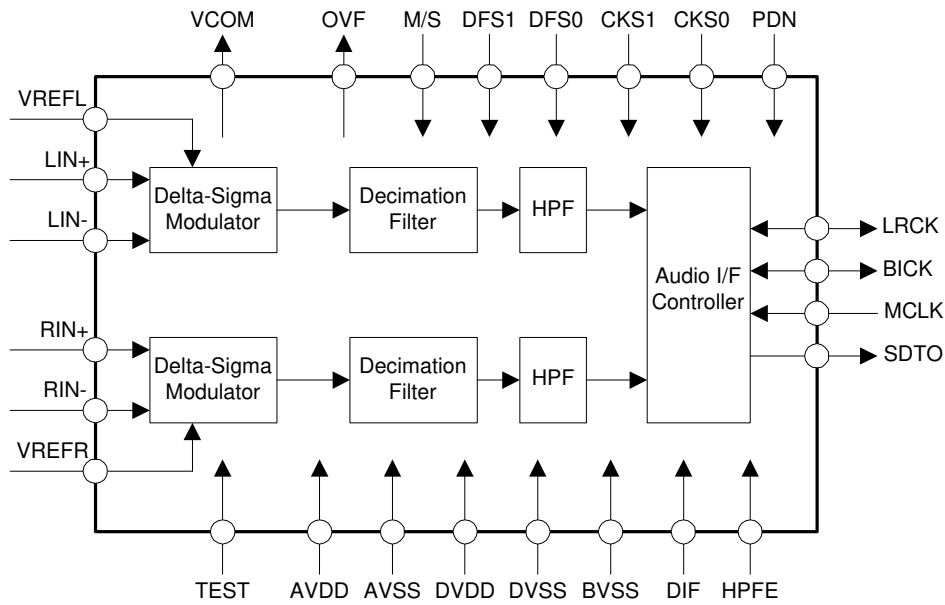 VCOM OVF M/S DFS1 DFS0 CKS1 CKS0 PDN
VREFL
LIN+
LIN-
Delta-Sigma
Modulator
Decimation
Filter
HPF
Audio I/F
Controller
LRCK
BICK
MCLK
SDTO
RIN+
RIN-
VREFR
Delta-Sigma
Modulator
Decimation
Filter
HPF
TEST AVDD AVSS DVDD DVSS BVSS DIF HPFE